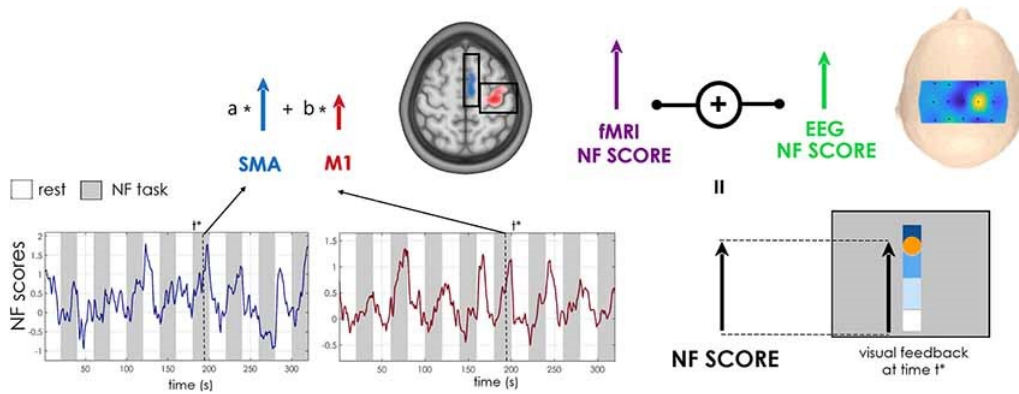 a * + b *
SMA M1
fMRI
NF SCORE
+
EEG
NF SCORE
=
rest NF task
t*
t*
NF scores
2
1.5
1
0.5
0
-0.5
-1
50 100 150 200 250 300
time (s)
1.5
1
0.5
0
-0.5
50 100 150 200 250 300
time (s)
NF SCORE
visual feedback
at time t*